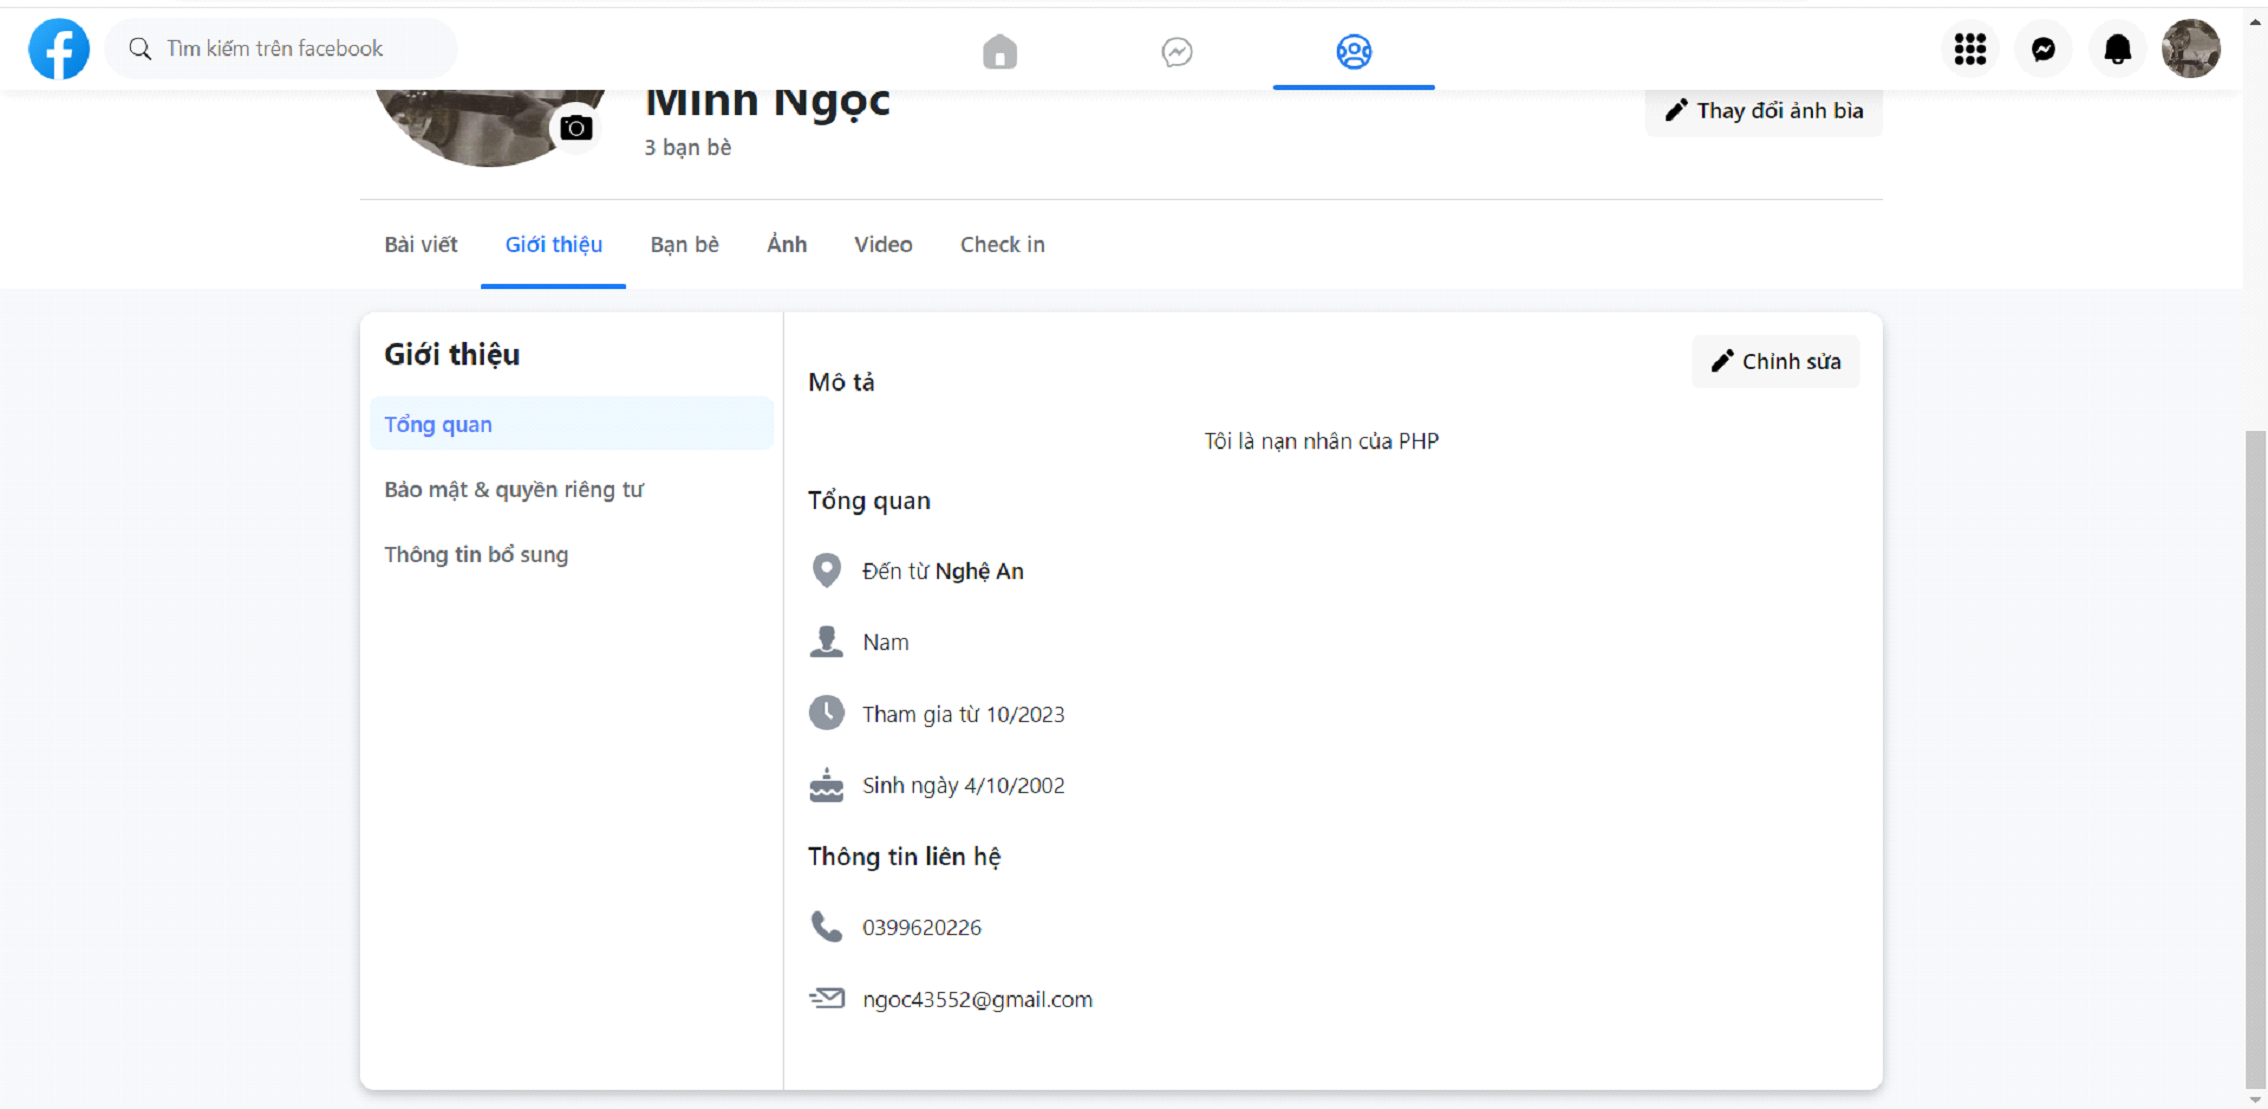 Tìm kiếm trên facebook
Minh Ngọc
3 bạn bè
Thay đổi ảnh bìa
Bài viết
Giới thiệu
Bạn bè
Ảnh
Video
Check in
Giới thiệu
Tổng quan
Bảo mật & quyền riêng tư
Thông tin bổ sung
Chỉnh sửa
Mô tả
Tôi là nạn nhân của PHP
Tổng quan
Đến từ Nghệ An
Nam
Tham gia từ 10/2023
Sinh ngày 4/10/2002
Thông tin liên hệ
0399620226
ngoc43552@gmail.com